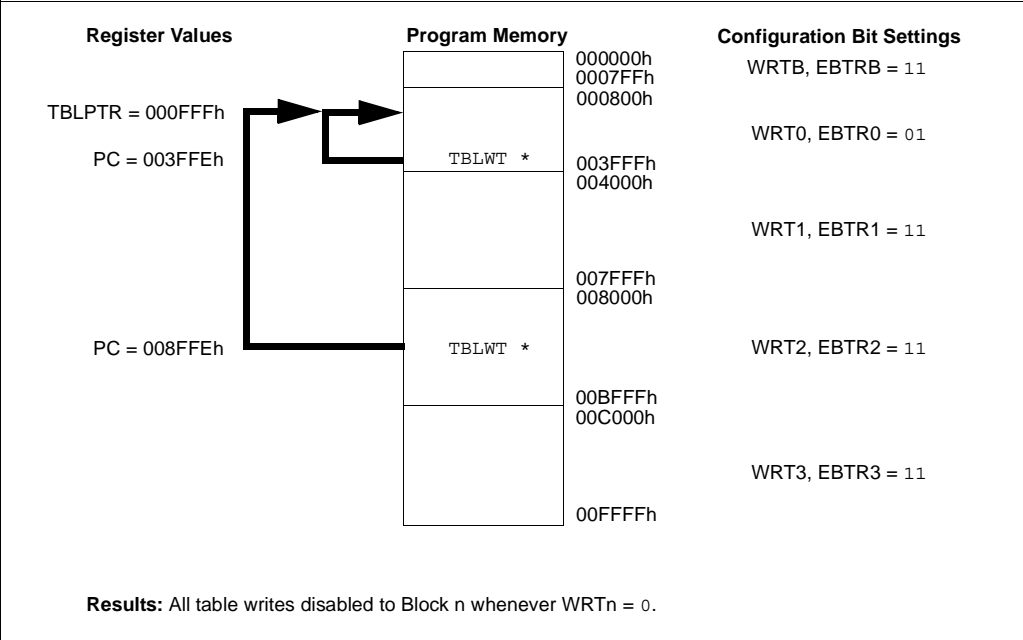 Register Values Program Memory Configuration Bit Settings
000000h
WRTB, EBTRB = 11
0007FFh
000800h
TBLPTR = 000FFFh
WRT0, EBTR0 = 01
PC = 003FFEh TBLWT * 003FFFh
004000h
WRT1, EBTR1 = 11
007FFFh
008000h
PC = 008FFEh TBLWT * WRT2, EBTR2 = 11
00BFFFh
00C000h
WRT3, EBTR3 = 11
00FFFFh
Results: All table writes disabled to Block n whenever WRTn = 0.